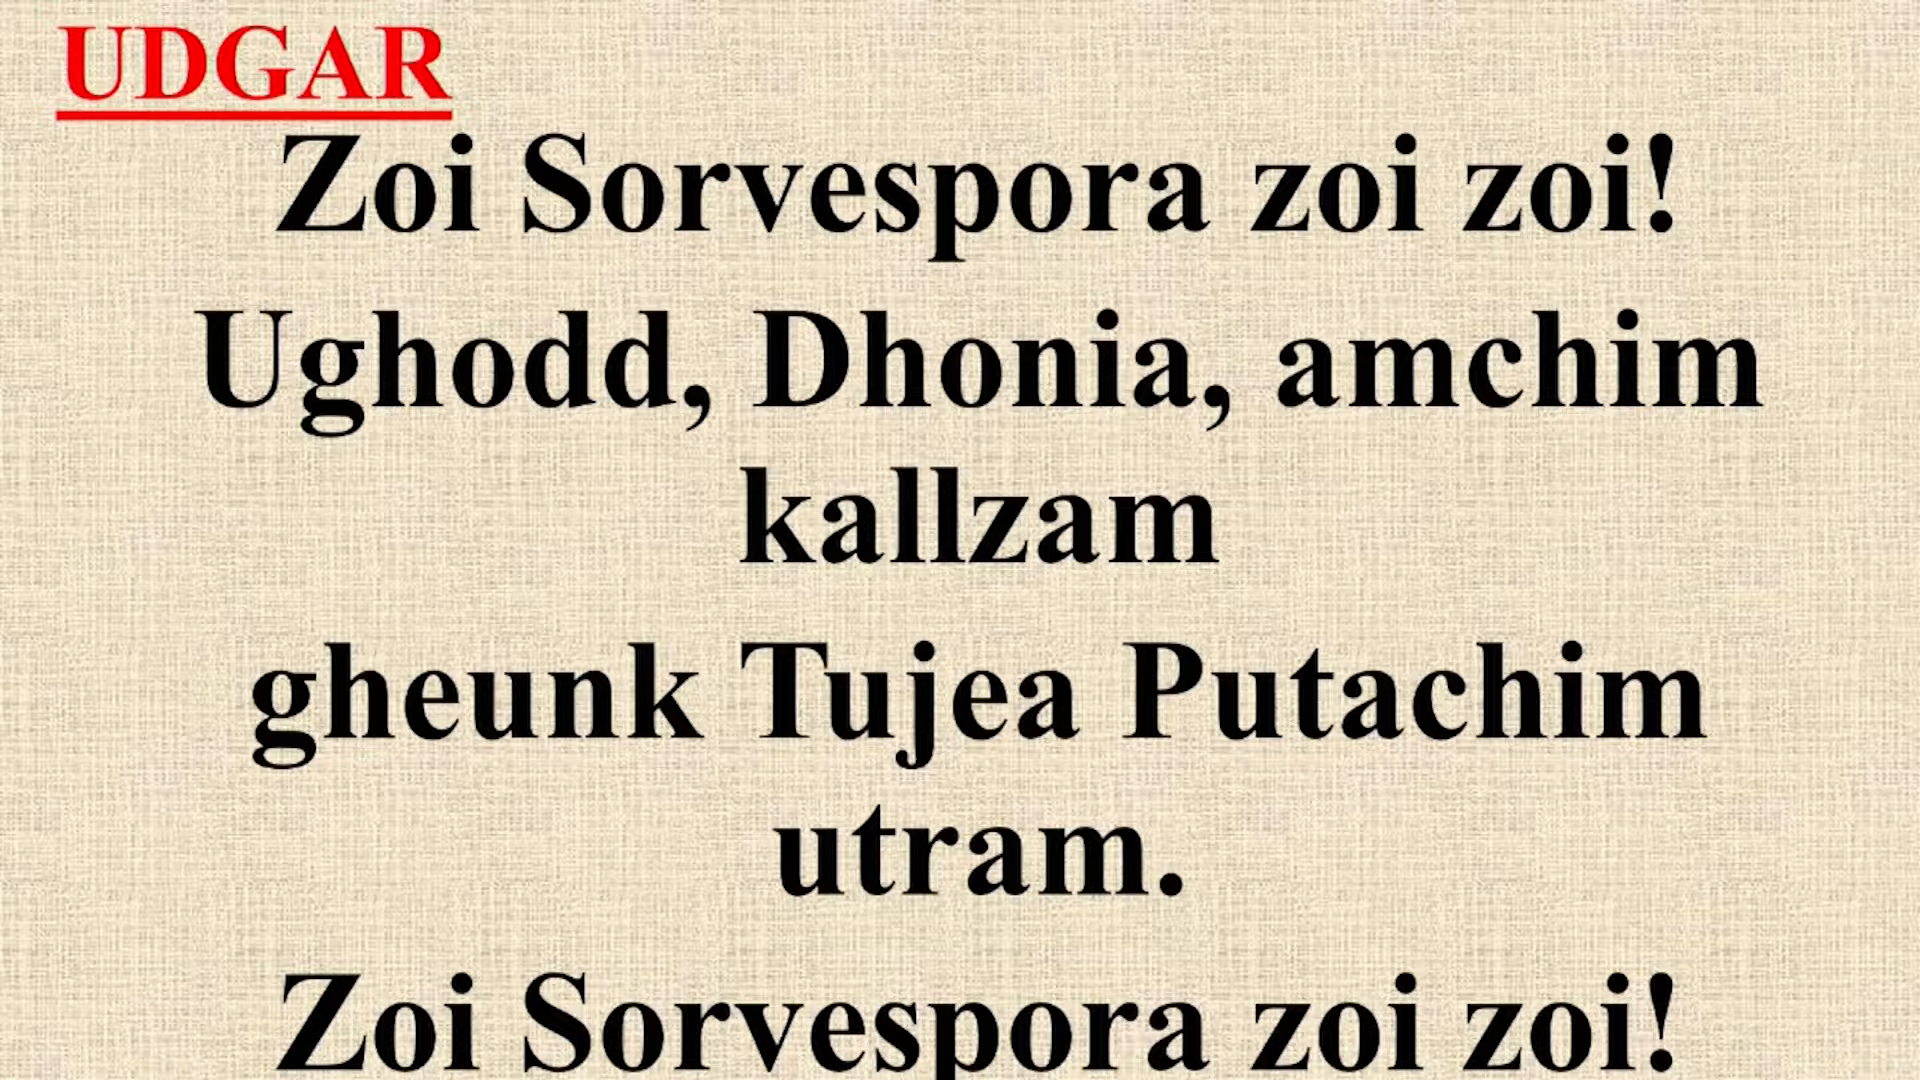 UDGAR
Zoi Sorvespora zoi zoi!
Ughodd, Dhonia, amchim
kallzam
gheunk Tujea Putachim
utram.
Zoi Sorvespora zoi zoi!